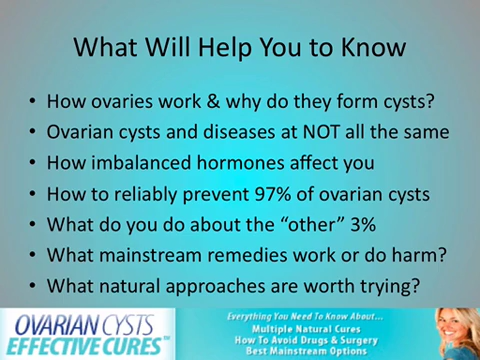 What Will Help You to Know
• How ovaries work & why do they form cysts?
• Ovarian cysts and diseases at NOT all the same
• How imbalanced hormones affect you
• How to reliably prevent 97% of ovarian cysts
• What do you do about the “other” 3%
• What mainstream remedies work or do harm?
• What natural approaches are worth trying?
OVARIAN CYSTS
EFFECTIVE CURES™
Everything You Need To Know About...
Multiple Natural Cures
How To Avoid Drugs & Surgery
Best Mainstream Options